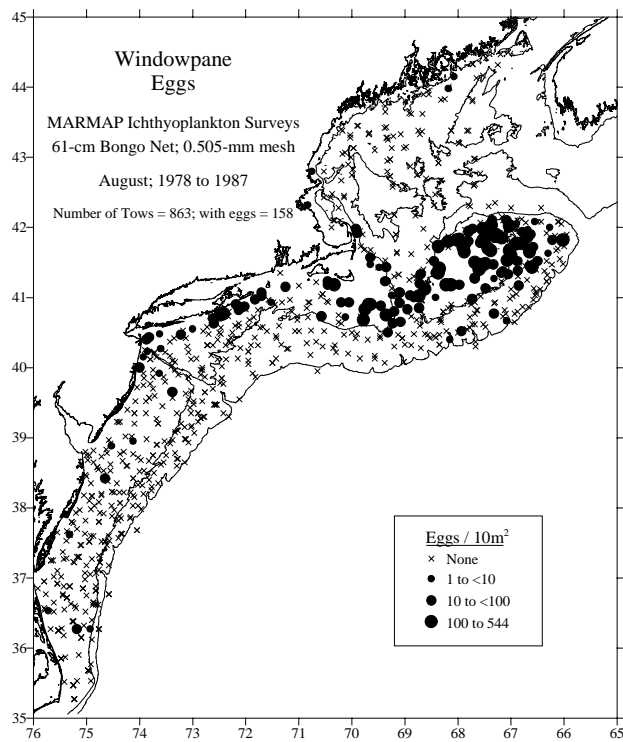 Windowpane
Eggs
MARMAP Ichthyoplankton Surveys
61-cm Bongo Net; 0.505-mm mesh
August; 1978 to 1987
Number of Tows = 863; with eggs = 158
45
44
43
42
41
40
39
38
37
36
35
Eggs / 10m²
None
1 to <10
10 to <100
100 to 544
76 75 74 73 72 71 70 69 68 67 66 65